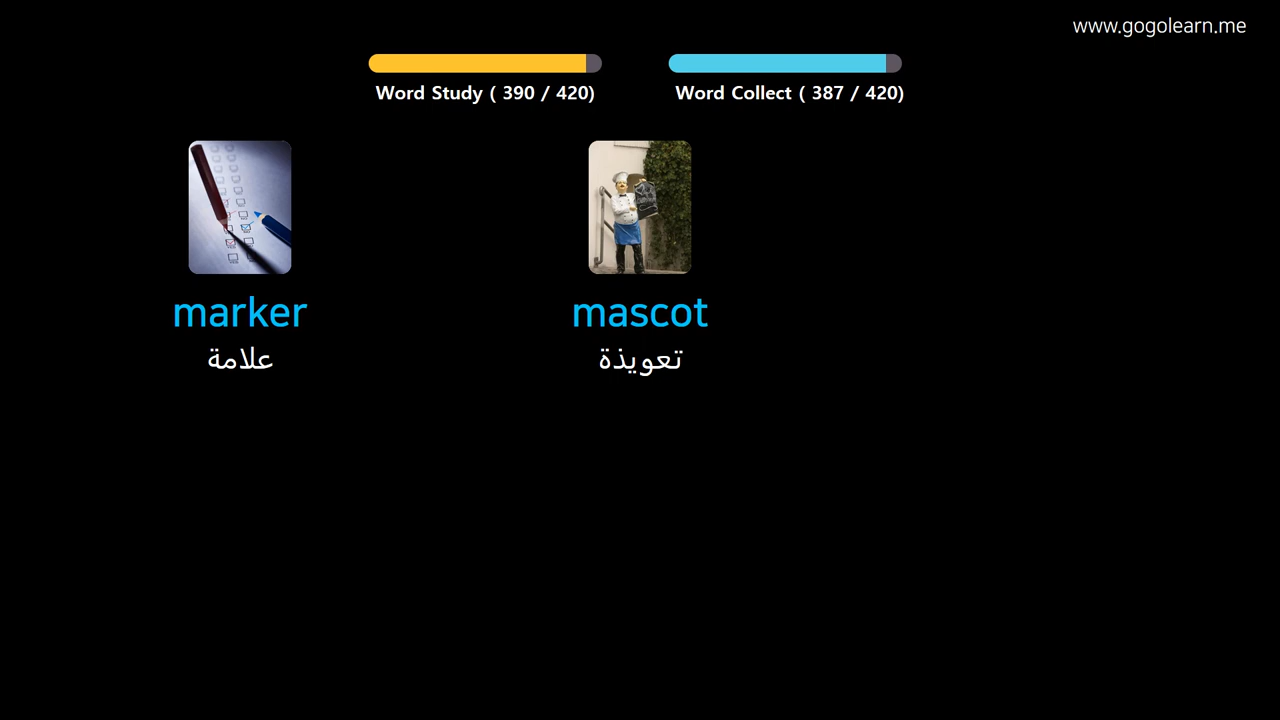 www.gogolearn.me
Word Study ( 390 / 420)
Word Collect ( 387 / 420)
marker
mascot
علامة
تعويذة